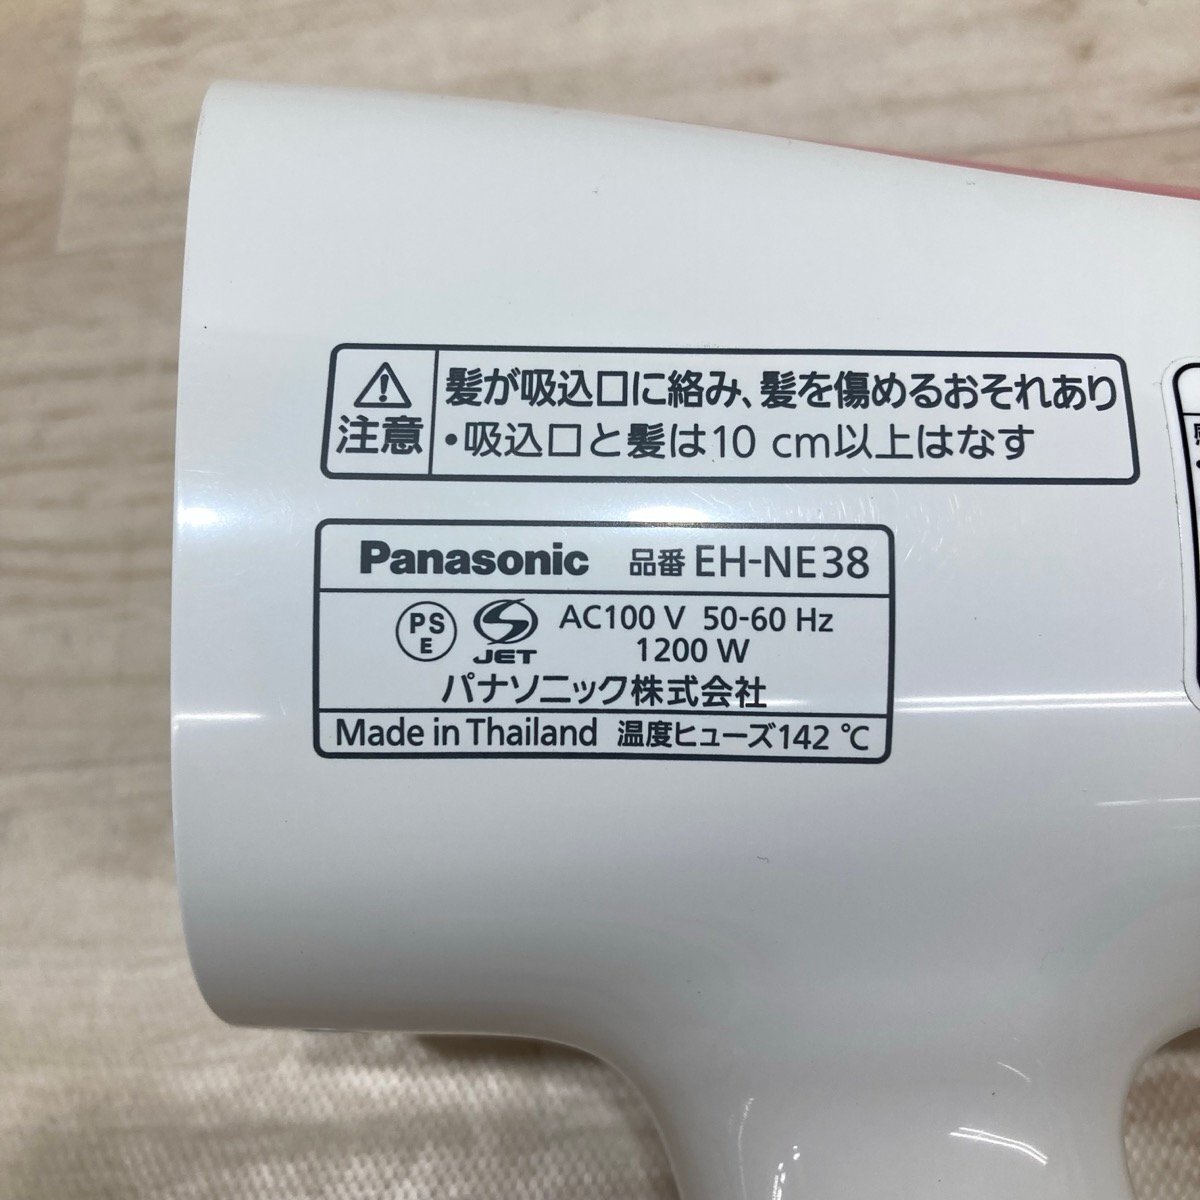 注意
髪が吸込口に絡み、髪を傷めるおそれあり
・吸込口と髪は10 cm以上はなす
Panasonic 品番 EH-NE38
PS E JET AC100 V 50-60 Hz
1200 W
パナソニック株式会社
Made in Thailand 温度ヒューズ142 ℃